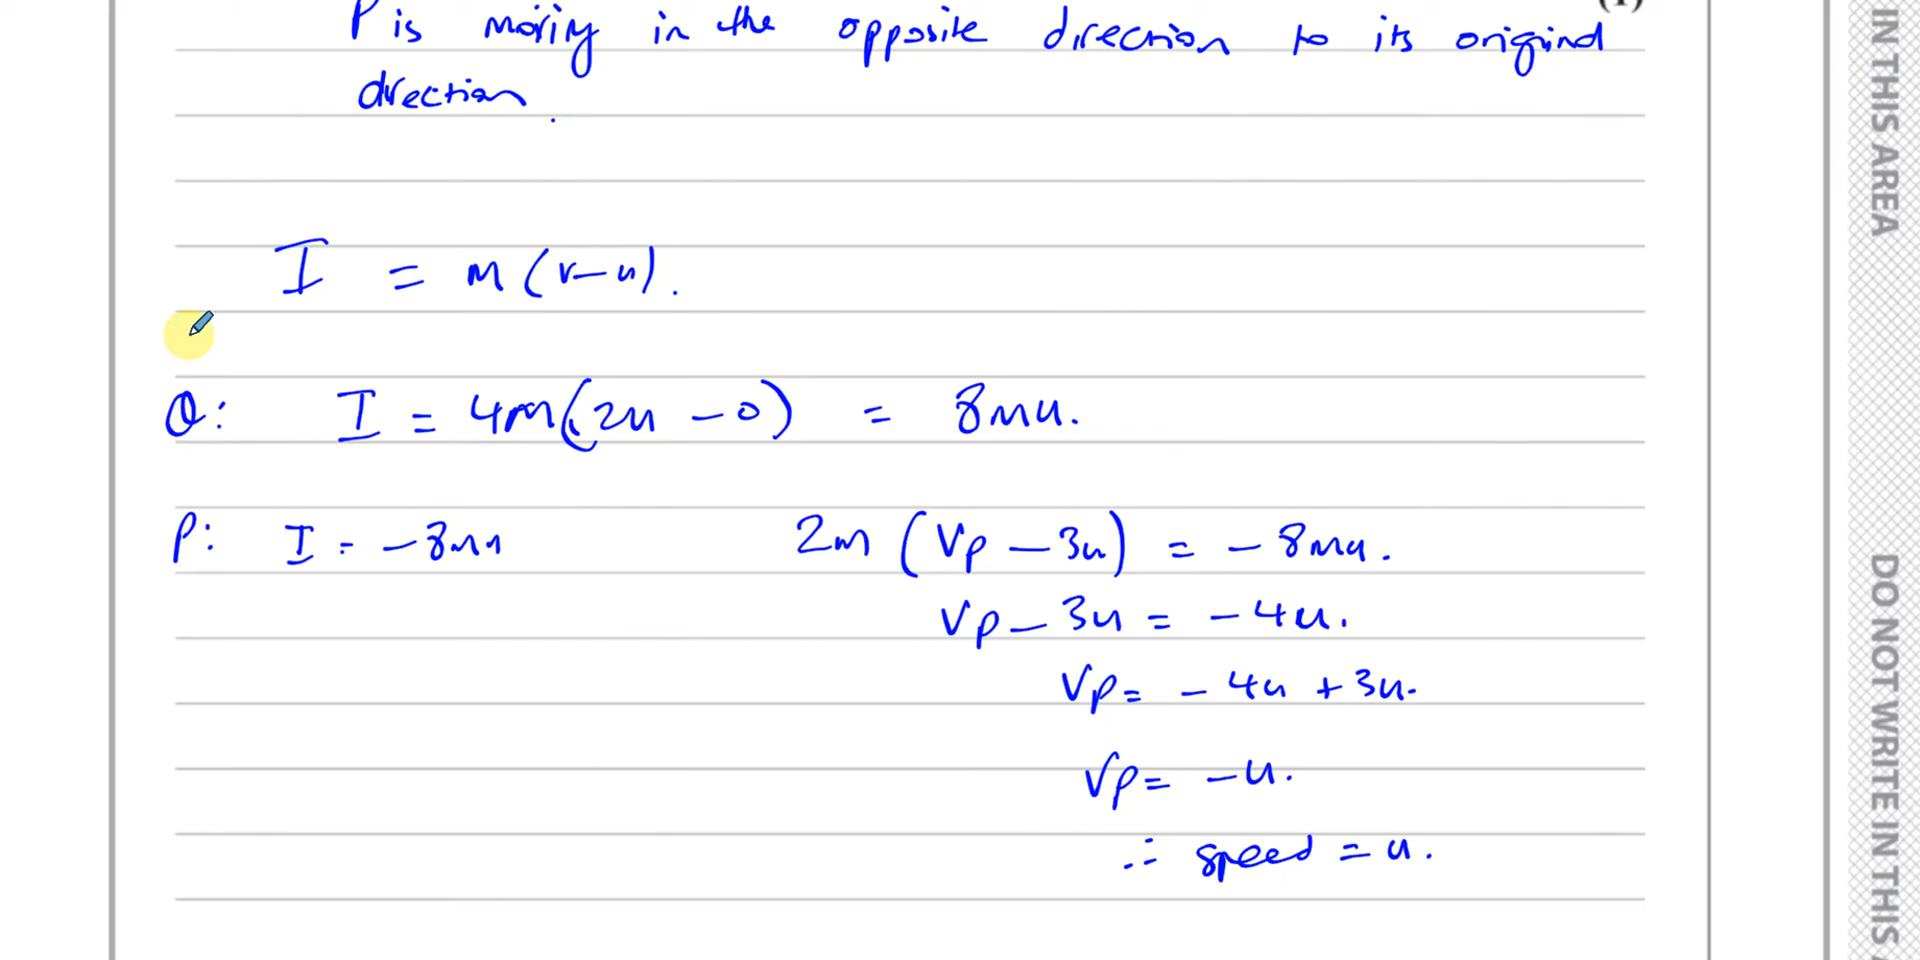 (1)
P is moving in the opposite direction to its original
direction.
I = m(v-u).
Q: I = 4m(2u - 0) = 8mu.
P: I = -8mu 2m (Vp - 3u) = - 8mu.
Vp - 3u = - 4u.
Vp = - 4u + 3u.
Vp = - u.
∴ speed = u.
IN THIS AREA
DO NOT WRITE IN THIS